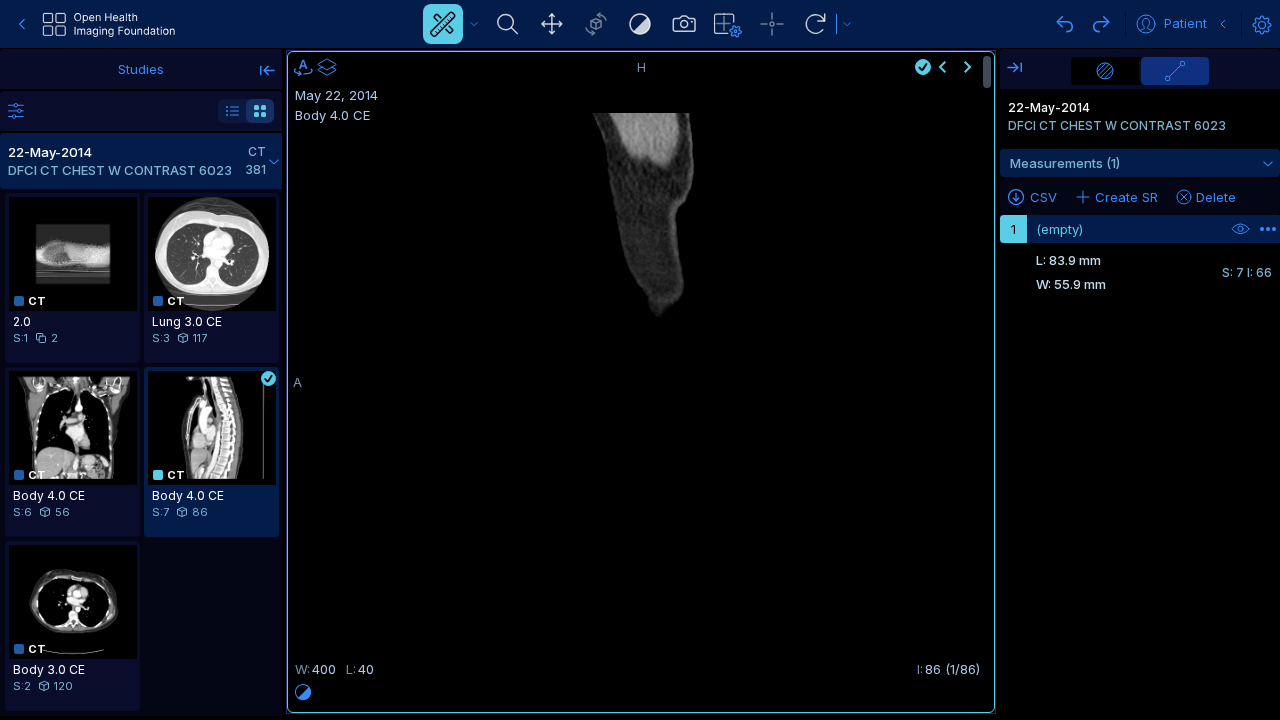 Open Health
Imaging Foundation
Patient
Studies
22-May-2014
CT
DFCI CT CHEST W CONTRAST 6023
381
CT
2.0
S:1 2
CT
Lung 3.0 CE
S:3 117
CT
Body 4.0 CE
S:6 56
CT
Body 4.0 CE
S:7 86
CT
Body 3.0 CE
S:2 120
A
H
May 22, 2014
Body 4.0 CE
A
W: 400 L: 40
I: 86 (1/86)
22-May-2014
DFCI CT CHEST W CONTRAST 6023
Measurements (1)
CSV Create SR Delete
1 (empty)
L: 83.9 mm
W: 55.9 mm
S: 7 I: 66